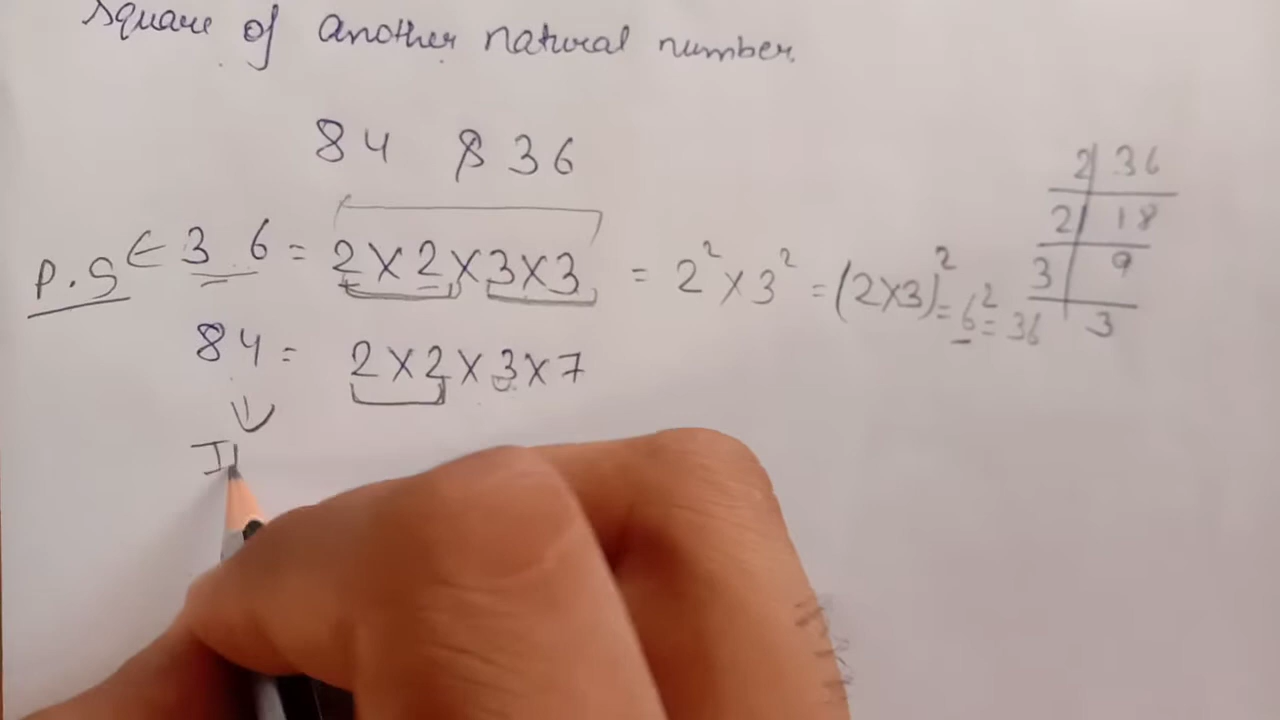 Square of another natural number.
84 & 36
P.S ← 36 = 2×2×3×3 = 2² × 3² = (2×3)² = 6² = 36
84 = 2×2×3×7
↓
2 | 36
2 | 18
3 | 9
3